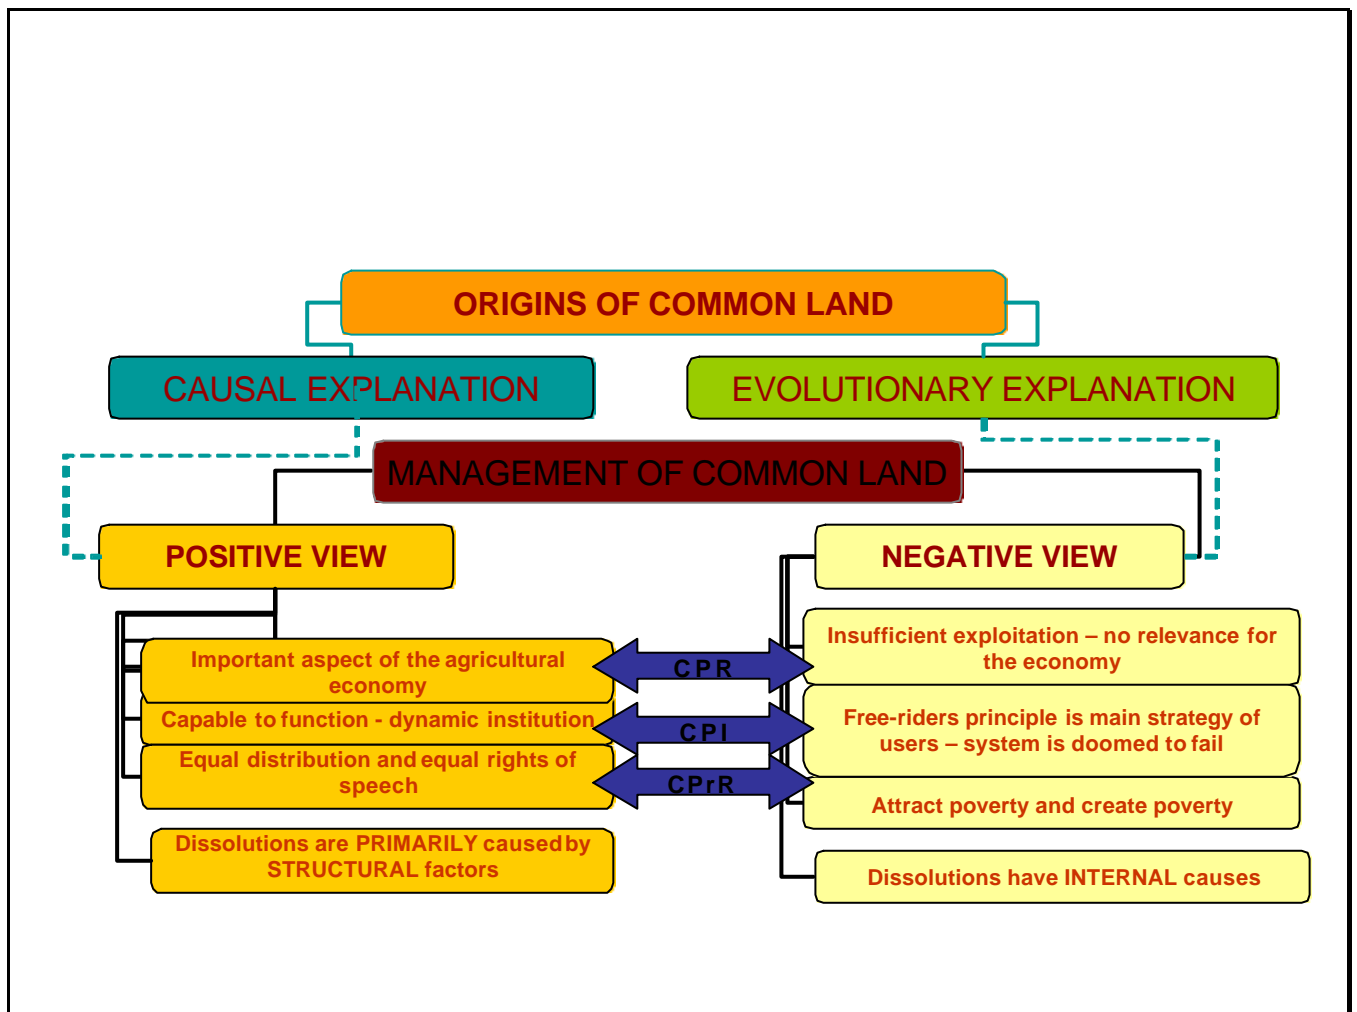 ORIGINS OF COMMON LAND
CAUSAL EXPLANATION
EVOLUTIONARY EXPLANATION
MANAGEMENT OF COMMON LAND
POSITIVE VIEW
NEGATIVE VIEW
Important aspect of the agricultural
economy
CPR
Insufficient exploitation – no relevance for
the economy
Capable to function - dynamic institution
CPI
Free-riders principle is main strategy of
users – system is doomed to fail
Equal distribution and equal rights of
speech
CPrR
Attract poverty and create poverty
Dissolutions are PRIMARILY caused by
STRUCTURAL factors
Dissolutions have INTERNAL causes